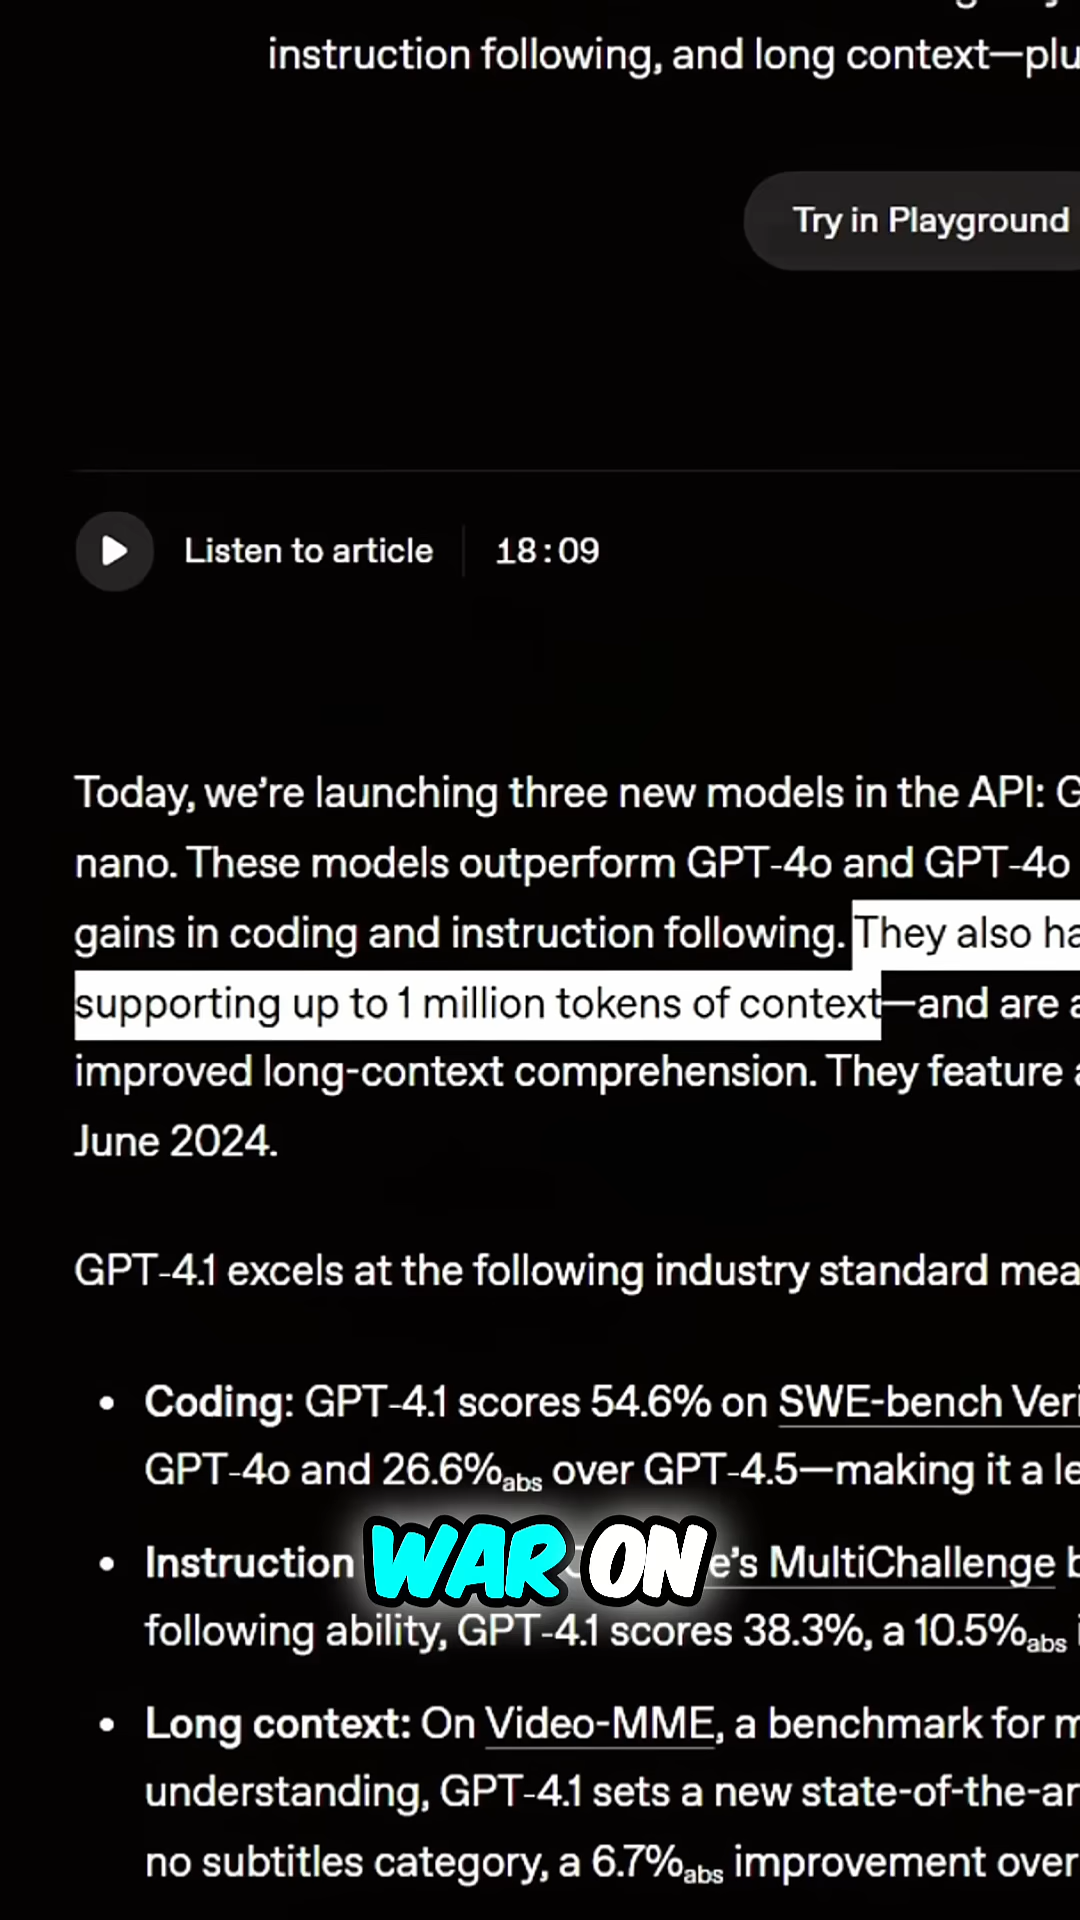 instruction following, and long context—plu
Try in Playground
Listen to article
18:09
Today, we're launching three new models in the API:
nano. These models outperform GPT-4o and GPT-4o
gains in coding and instruction following. They also ha
supporting up to 1 million tokens of context—and are a
improved long-context comprehension. They feature a
June 2024.
GPT-4.1 excels at the following industry standard mea
• Coding: GPT-4.1 scores 54.6% on SWE-bench Veri
GPT-4o and 26.6%abs over GPT-4.5—making it a le
• Instruction e's MultiChallenge b
WAR ON
following ability, GPT-4.1 scores 38.3%, a 10.5%abs i
• Long context: On Video-MME, a benchmark for m
understanding, GPT-4.1 sets a new state-of-the-ar
no subtitles category, a 6.7%abs improvement over